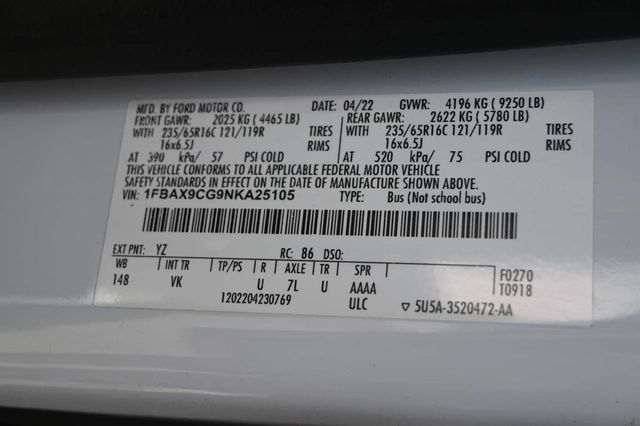 MFD. BY FORD MOTOR CO. DATE: 04/22 GVWR: 4196 KG ( 9250 LB)
FRONT GAWR: 2025 KG ( 4465 LB) REAR GAWR: 2622 KG ( 5780 LB)
WITH 235/65R16C 121/119R TIRES WITH 235/65R16C 121/119R TIRES
16x6.5J RIMS 16x6.5J RIMS
AT 390 kPa/ 57 PSI COLD AT 520 kPa/ 75 PSI COLD
THIS VEHICLE CONFORMS TO ALL APPLICABLE FEDERAL MOTOR VEHICLE
SAFETY STANDARDS IN EFFECT ON THE DATE OF MANUFACTURE SHOWN ABOVE.
VIN: 1FBAX9CG9NKA25105 TYPE: Bus (Not school bus)
EXT PNT: YZ RC: 86 DSO:
WB INT TR TP/PS R AXLE TR SPR F0270
148 VK U 7L U AAAA T0918
1202204230769 ULC ▽ 5U5A-3520472-AA